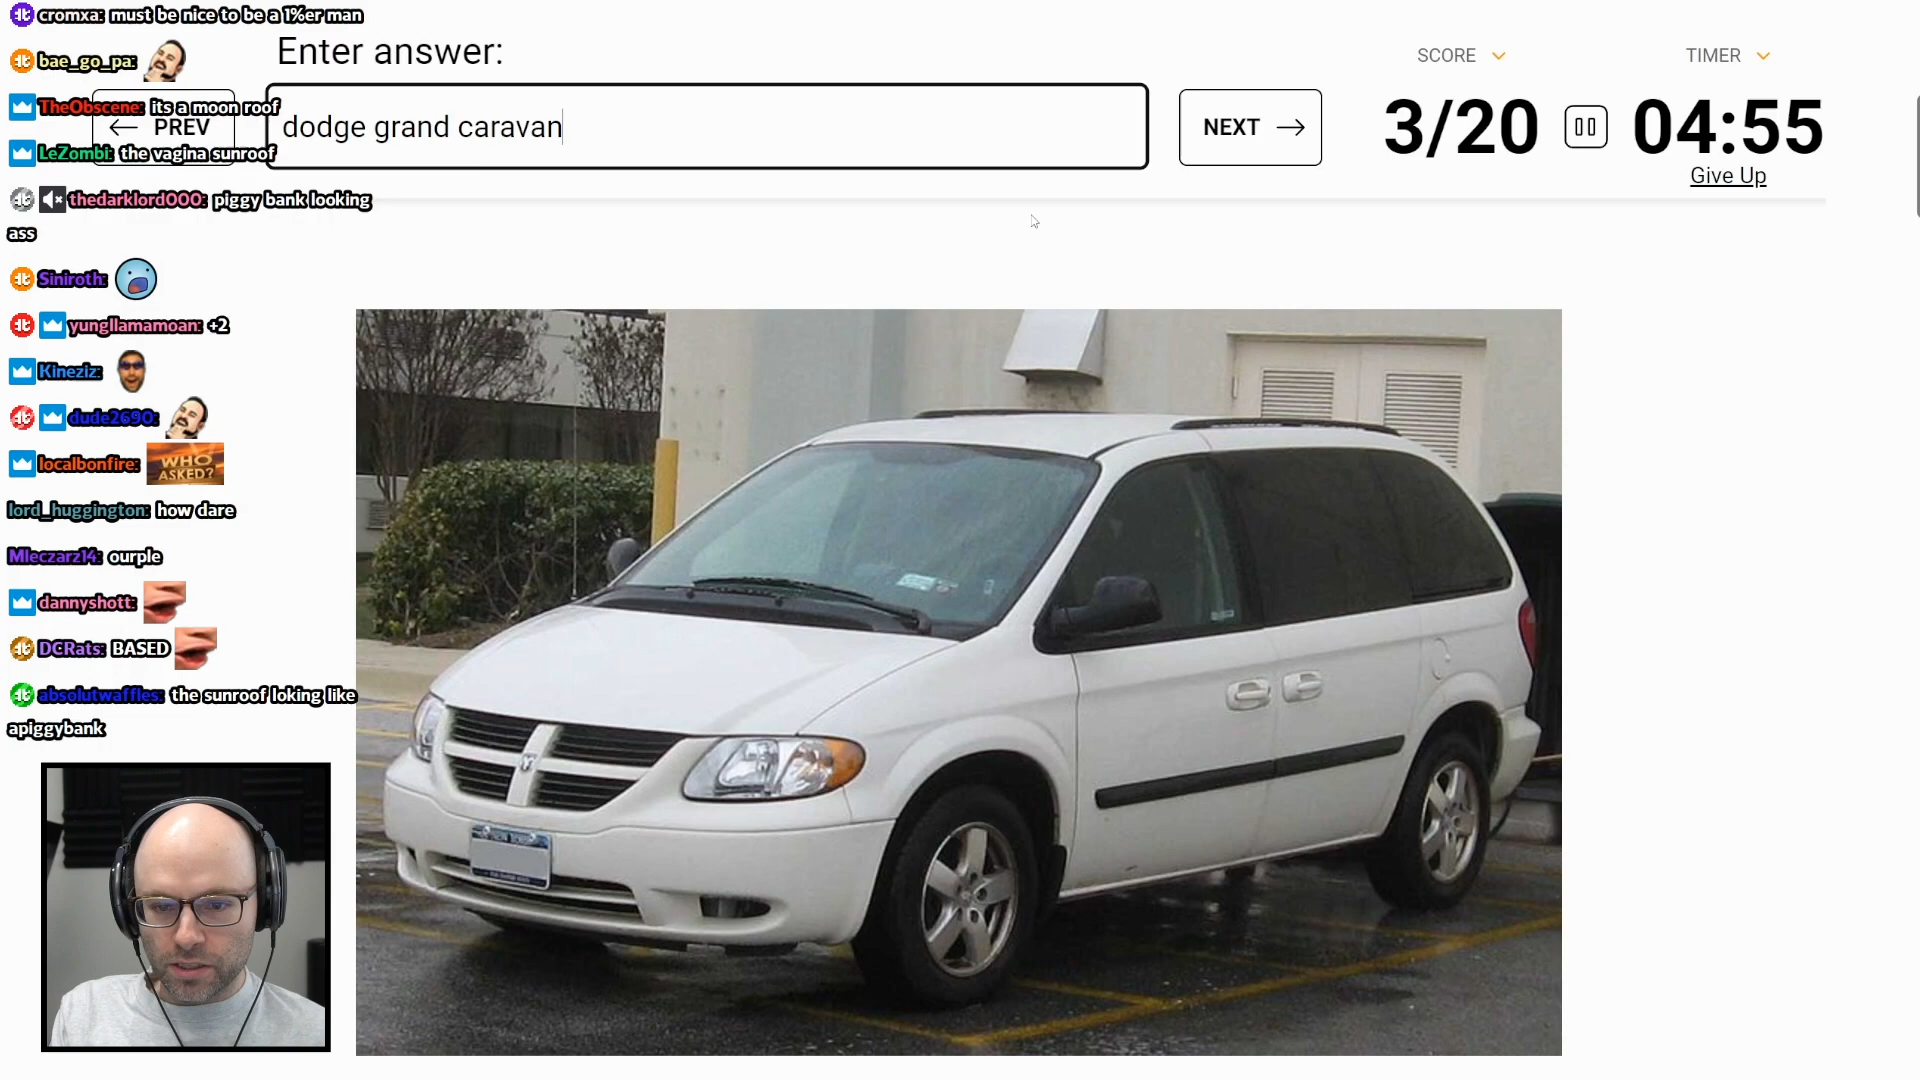 cromxa: must be nice to be a 1%er man
bae_go_pa:
TheObscene: its a moon roof
LeZombi: the vagina sunroof
thedarklord000: piggy bank looking
ass
Siniroth:
yungllamamoan: +2
Kineziz:
dude2690:
localbonfire: WHO ASKED?
lord_huggington: how dare
Mleczarz14: ourple
dannyshott:
DCRats: BASED
absolutwaffles: the sunroof loking like
apiggybank
Enter answer:
← PREV
dodge grand caravan
NEXT →
SCORE
3/20
TIMER
04:55
Give Up